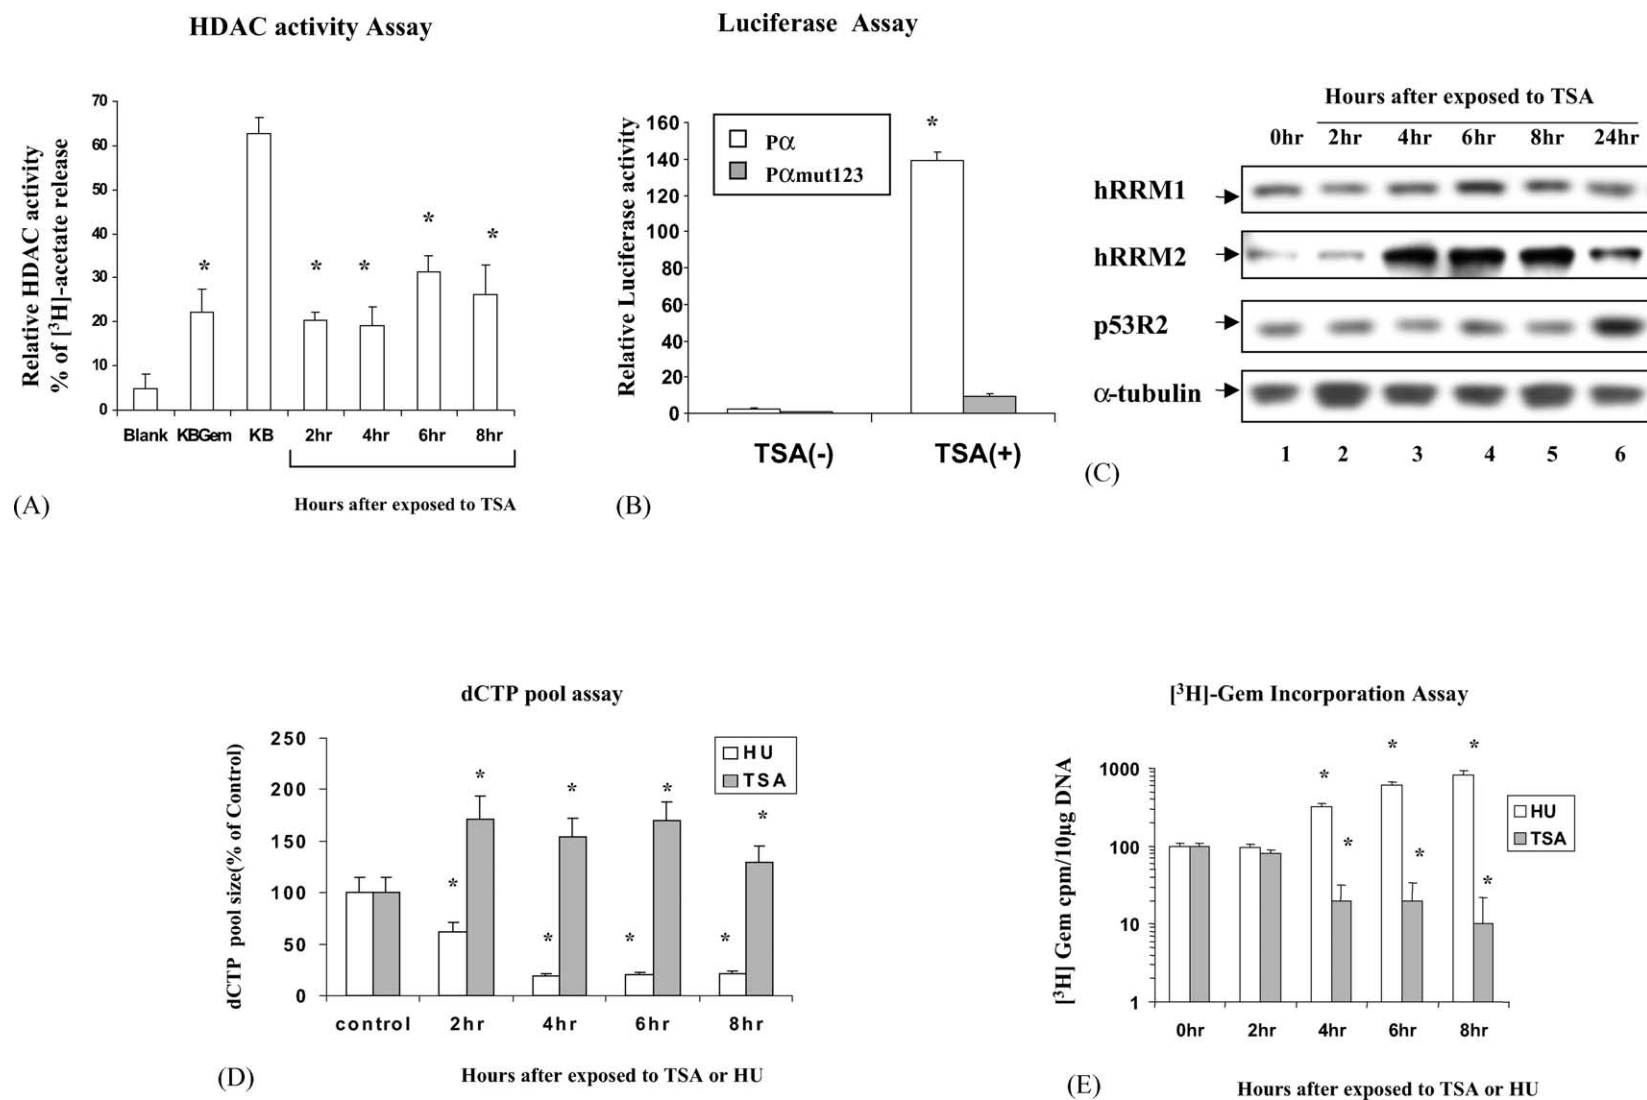 HDAC activity Assay
Relative HDAC activity
% of [³H]-acetate release
70
60
50
40
30
20
10
0
*
*
*
*
*
Blank KBGem KB 2hr 4hr 6hr 8hr
Hours after exposed to TSA
(A)
Luciferase Assay
Relative Luciferase activity
160
140
120
100
80
60
40
20
0
Pα
Pαmut123
*
TSA(-) TSA(+)
(B)
Hours after exposed to TSA
0hr 2hr 4hr 6hr 8hr 24hr
hRRM1
hRRM2
p53R2
α-tubulin
1 2 3 4 5 6
(C)
dCTP pool assay
dCTP pool size(% of Control)
250
200
150
100
50
0
HU
TSA
*
*
*
*
*
*
*
*
control 2hr 4hr 6hr 8hr
Hours after exposed to TSA or HU
(D)
[³H]-Gem Incorporation Assay
[³H] Gem cpm/10µg DNA
1000
100
10
1
*
*
*
*
*
*
HU
TSA
0hr 2hr 4hr 6hr 8hr
Hours after exposed to TSA or HU
(E)